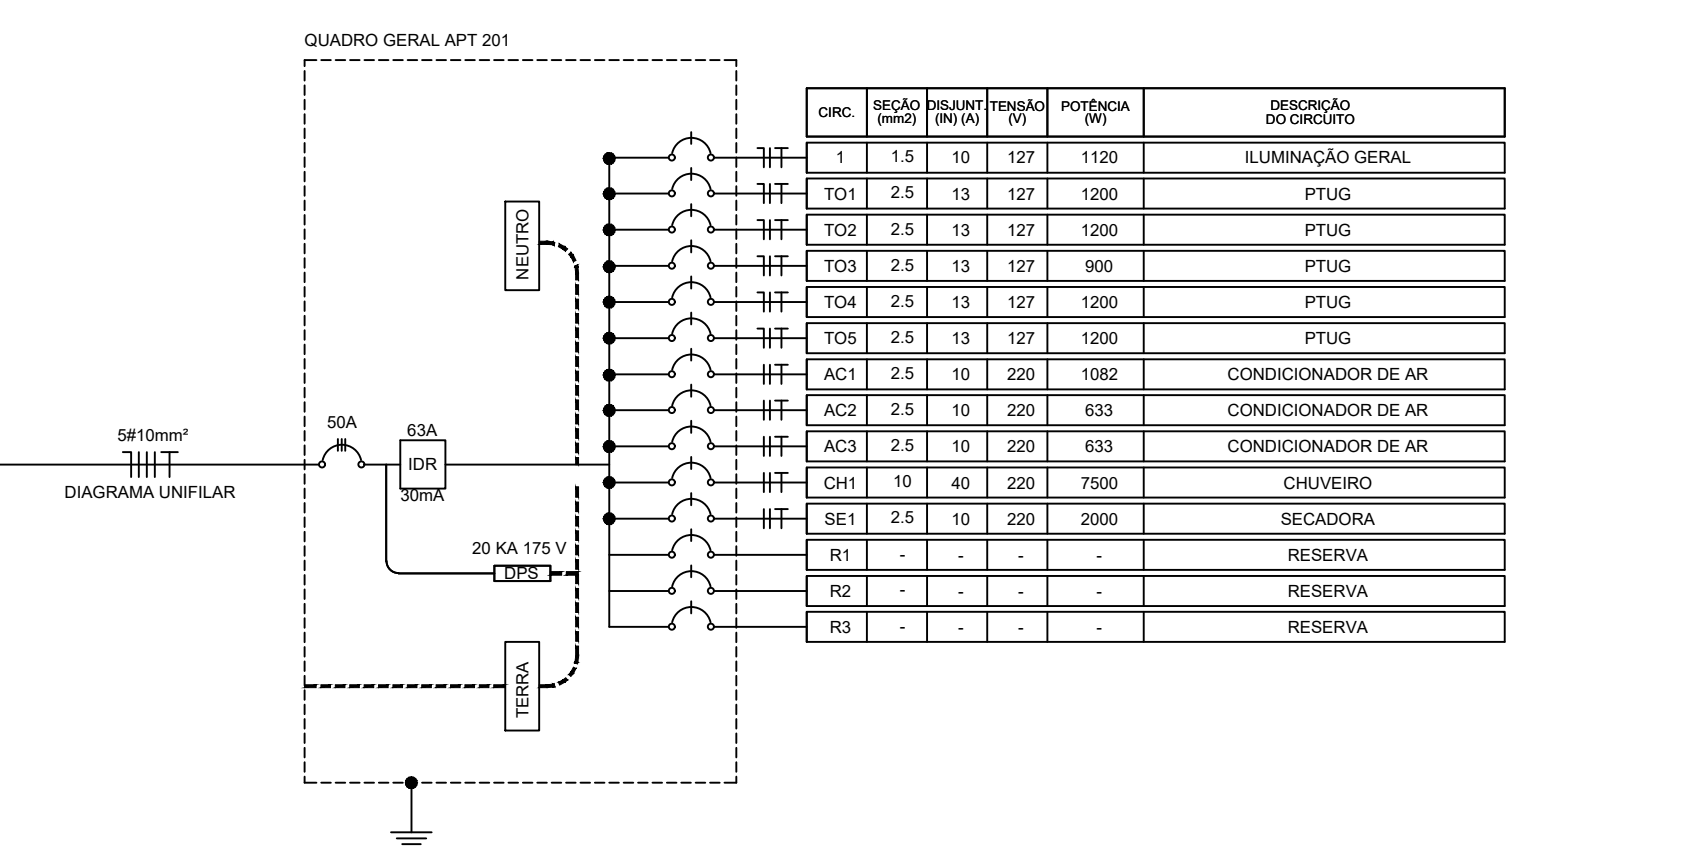 QUADRO GERAL APT 201
CIRC. SEÇÃO (mm2) DISJUNT. (IN) (A) TENSÃO (V) POTÊNCIA (W) DESCRIÇÃO DO CIRCUITO
1 1.5 10 127 1120 ILUMINAÇÃO GERAL
TO1 2.5 13 127 1200 PTUG
TO2 2.5 13 127 1200 PTUG
TO3 2.5 13 127 900 PTUG
TO4 2.5 13 127 1200 PTUG
TO5 2.5 13 127 1200 PTUG
AC1 2.5 10 220 1082 CONDICIONADOR DE AR
AC2 2.5 10 220 633 CONDICIONADOR DE AR
AC3 2.5 10 220 633 CONDICIONADOR DE AR
CH1 10 40 220 7500 CHUVEIRO
SE1 2.5 10 220 2000 SECADORA
R1 - - - - RESERVA
R2 - - - - RESERVA
R3 - - - - RESERVA
NEUTRO
5#10mm²
DIAGRAMA UNIFILAR
50A
63A
IDR
30mA
20 KA 175 V
DPS
TERRA